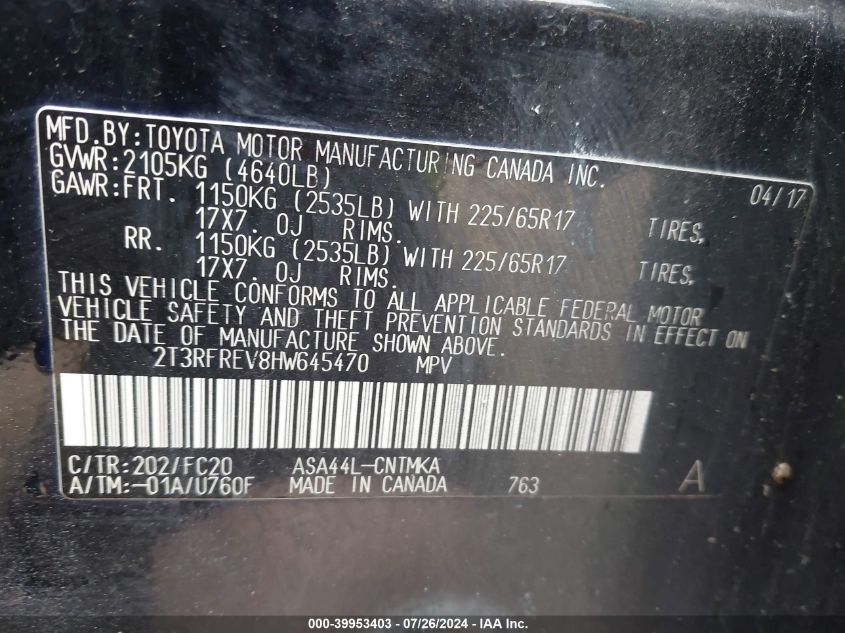 MFD.BY:TOYOTA MOTOR MANUFACTURING CANADA INC.
GVWR:2105KG (4640LB) 04/17
GAWR:FRT. 1150KG (2535LB) WITH 225/65R17 TIRES,
17X7. 0J RIMS.
RR. 1150KG (2535LB) WITH 225/65R17 TIRES,
17X7. 0J RIMS.
THIS VEHICLE CONFORMS TO ALL APPLICABLE FEDERAL MOTOR
VEHICLE SAFETY AND THEFT PREVENTION STANDARDS IN EFFECT ON
THE DATE OF MANUFACTURE SHOWN ABOVE.
2T3RFREV8HW645470 MPV
C/TR:202/FC20 ASA44L-CNTMKA
A/TM:-01A/U760F MADE IN CANADA 763 A
000-39953403 - 07/26/2024 - IAA Inc.